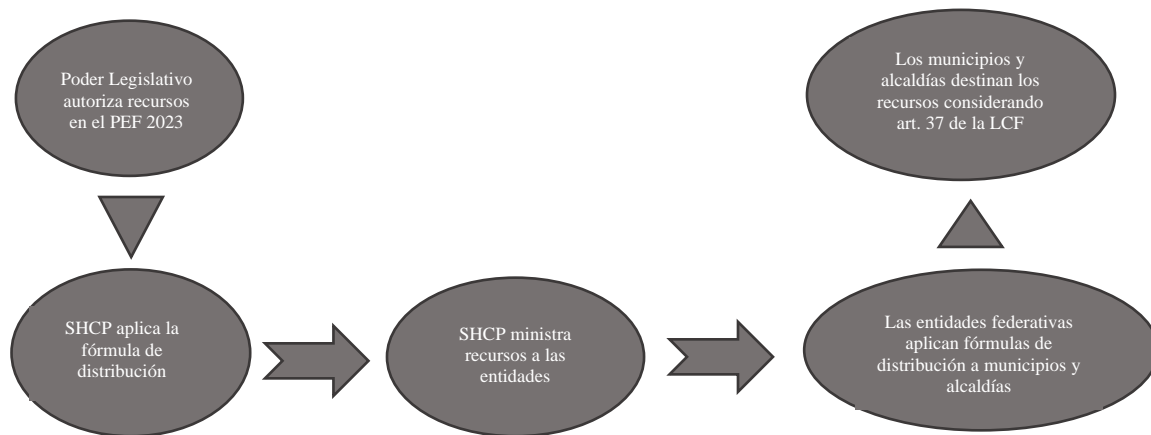 Poder Legislativo
autoriza recursos
en el PEF 2023
SHCP aplica la
fórmula de
distribución
SHCP ministra
recursos a las
entidades
Las entidades federativas
aplican fórmulas de
distribución a municipios y
alcaldías
Los municipios y
alcaldías destinan los
recursos considerando
art. 37 de la LCF